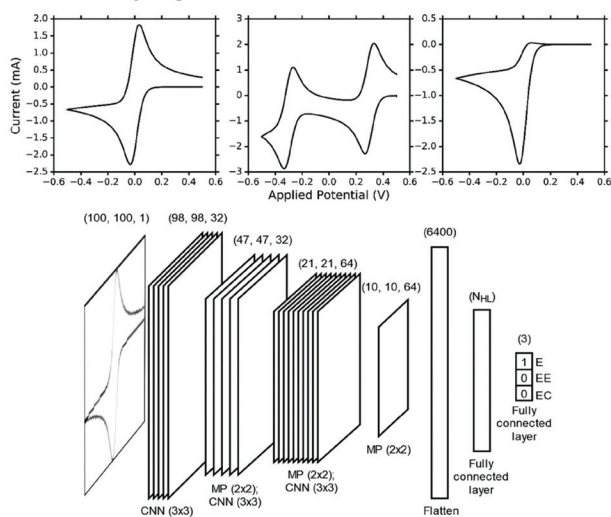 2.0
1.5
1.0
0.5
0.0
-0.5
-1.0
-1.5
-2.0
-2.5
Current (mA)
-0.6 -0.4 -0.2 0.0 0.2 0.4 0.6
3
2
1
0
-1
-2
-3
-0.6 -0.4 -0.2 0.0 0.2 0.4 0.6
Applied Potential (V)
0.5
0.0
-0.5
-1.0
-1.5
-2.0
-2.5
-0.6 -0.4 -0.2 0.0 0.2 0.4 0.6
(100, 100, 1)
(98, 98, 32)
(47, 47, 32)
(21, 21, 64)
(10, 10, 64)
(6400)
(NHL)
(3)
1 E
0 EE
0 EC
Fully
connected
layer
CNN (3x3)
MP (2x2);
CNN (3x3)
MP (2x2);
CNN (3x3)
MP (2x2)
Flatten
Fully
connected
layer